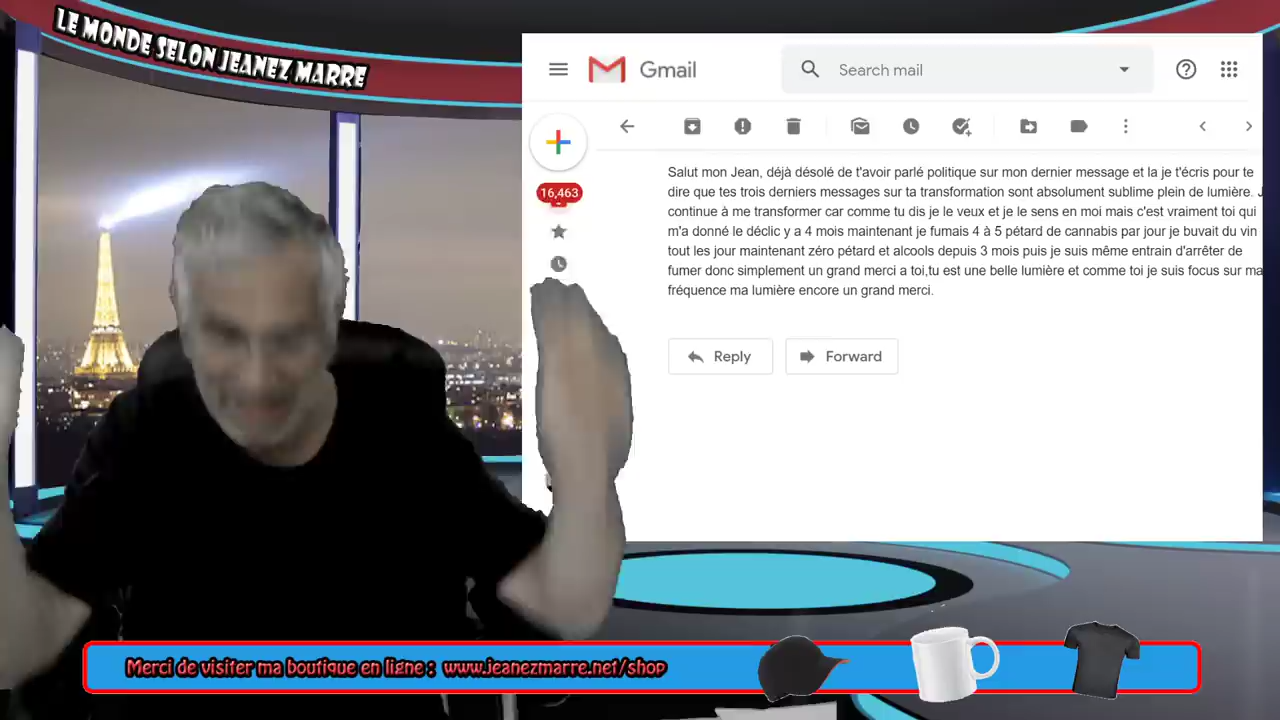 LE MONDE SELON JEANEZ MARRE
Gmail
Search mail
16,463
Salut mon Jean, déjà désolé de t'avoir parlé politique sur mon dernier message et la je t'écris pour te
dire que tes trois derniers messages sur ta transformation sont absolument sublime plein de lumière. J
continue à me transformer car comme tu dis je le veux et je le sens en moi mais c'est vraiment toi qui
m'a donné le déclic y a 4 mois maintenant je fumais 4 à 5 pétard de cannabis par jour je buvait du vin
tout les jour maintenant zéro pétard et alcools depuis 3 mois puis je suis même entrain d'arrêter de
fumer donc simplement un grand merci a toi,tu est une belle lumière et comme toi je suis focus sur ma
fréquence ma lumière encore un grand merci.
Reply
Forward
Merci de visiter ma boutique en ligne : www.jeanezmarre.net/shop